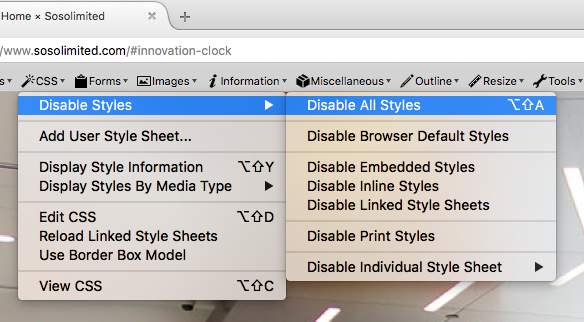 Home × Sosolimited
/www.sosolimited.com/#innovation-clock
CSS Forms Images Information Miscellaneous Outline Resize Tools
Disable Styles
Add User Style Sheet...
Display Style Information ⌥⇧Y
Display Styles By Media Type
Edit CSS ⌥⇧D
Reload Linked Style Sheets
Use Border Box Model
View CSS ⌥⇧C
Disable All Styles ⌥⇧A
Disable Browser Default Styles
Disable Embedded Styles
Disable Inline Styles
Disable Linked Style Sheets
Disable Print Styles
Disable Individual Style Sheet